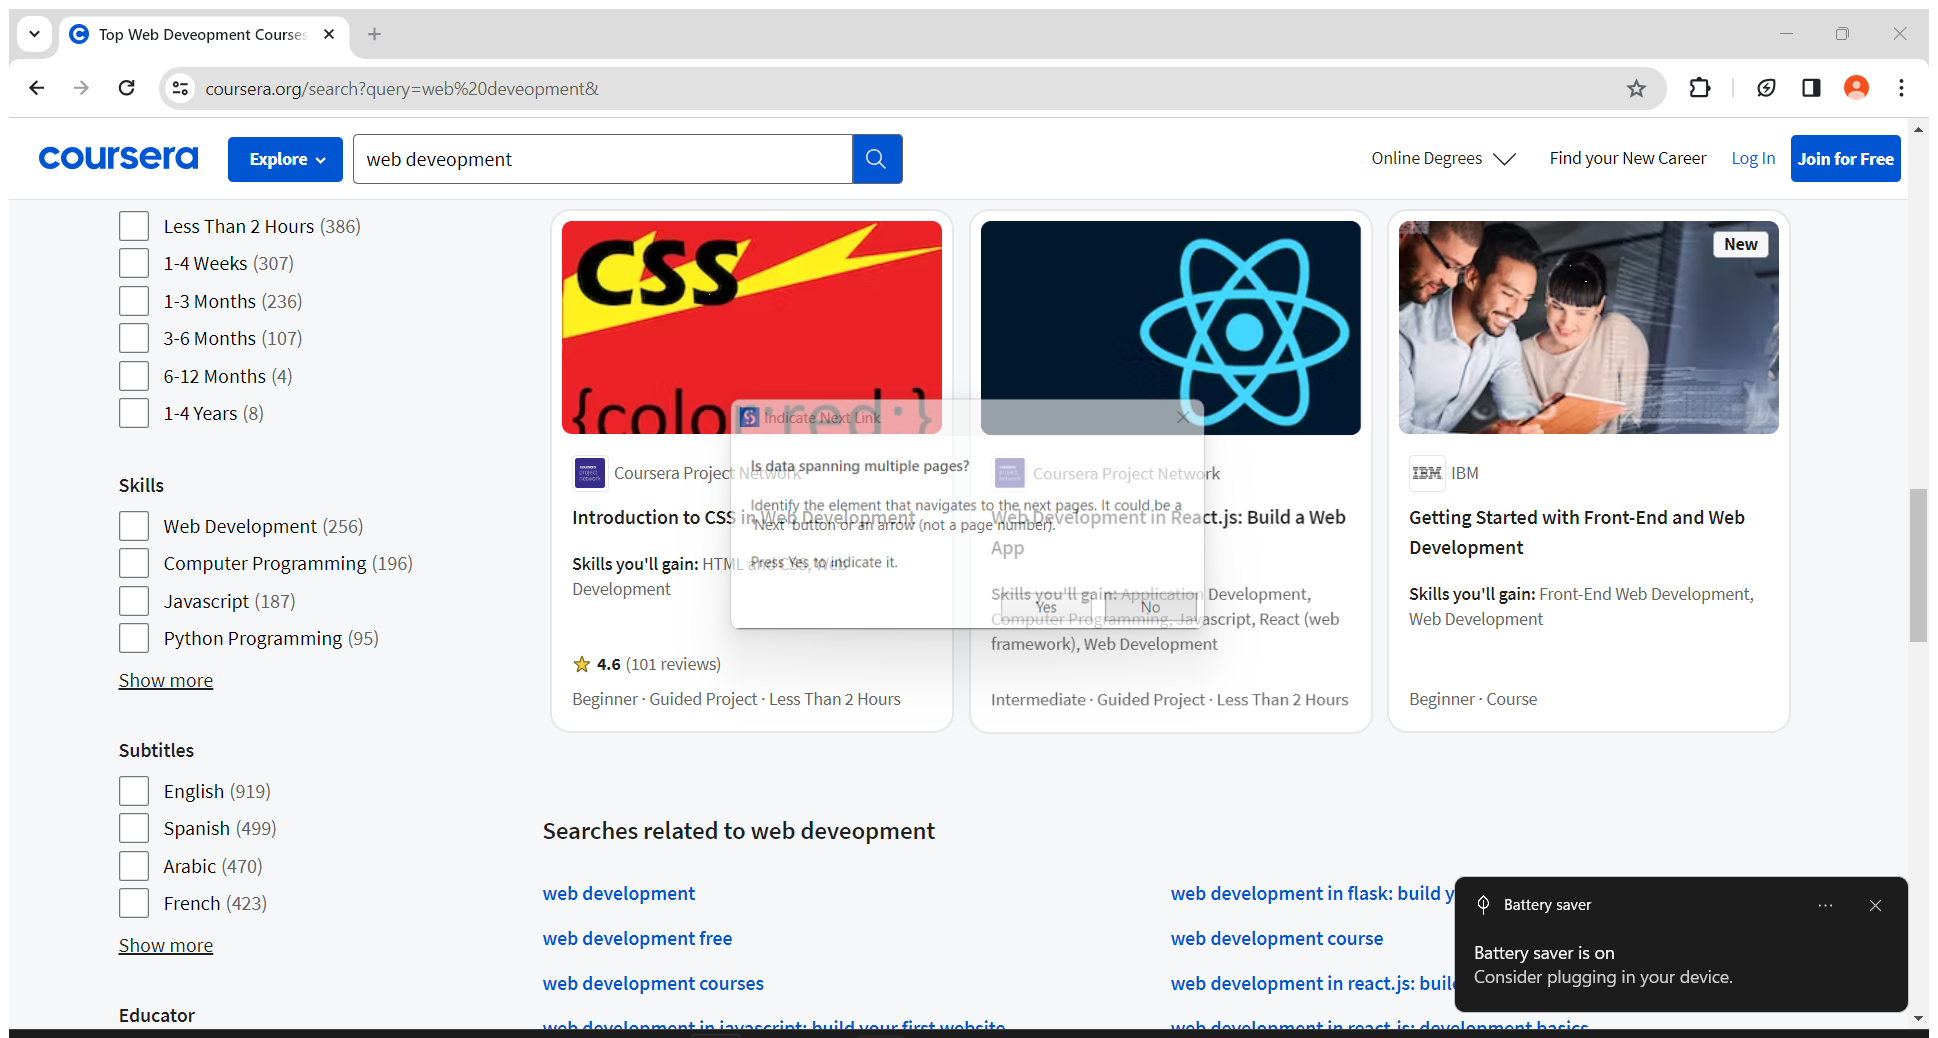 Top Web Deveopment Courses
coursera.org/search?query=web%20deveopment&
coursera
Explore
web deveopment
Online Degrees
Find your New Career
Log In
Join for Free
Less Than 2 Hours (386)
1-4 Weeks (307)
1-3 Months (236)
3-6 Months (107)
6-12 Months (4)
1-4 Years (8)
Skills
Web Development (256)
Computer Programming (196)
Javascript (187)
Python Programming (95)
Show more
Subtitles
English (919)
Spanish (499)
Arabic (470)
French (423)
Show more
Educator
CSS
{color:red;}
coursera project network
Coursera Project Network
Introduction to CSS in Web Development
Skills you'll gain: HTML and CSS, Web
Development
4.6 (101 reviews)
Beginner · Guided Project · Less Than 2 Hours
coursera project network
Coursera Project Network
Web Development in React.js: Build a Web
App
Skills you'll gain: Application Development,
Computer Programming, Javascript, React (web
framework), Web Development
Intermediate · Guided Project · Less Than 2 Hours
New
IBM
IBM
Getting Started with Front-End and Web
Development
Skills you'll gain: Front-End Web Development,
Web Development
Beginner · Course
Indicate Next Link
Is data spanning multiple pages?
Identify the element that navigates to the next pages. It could be a
'Next' button or an arrow (not a page number).
Press Yes to indicate it.
Yes
No
Searches related to web deveopment
web development
web development free
web development courses
web development in javascript: build your first website
web development in flask: build y
web development course
web development in react.js: buil
web development in react.js: development basics
Battery saver
Battery saver is on
Consider plugging in your device.